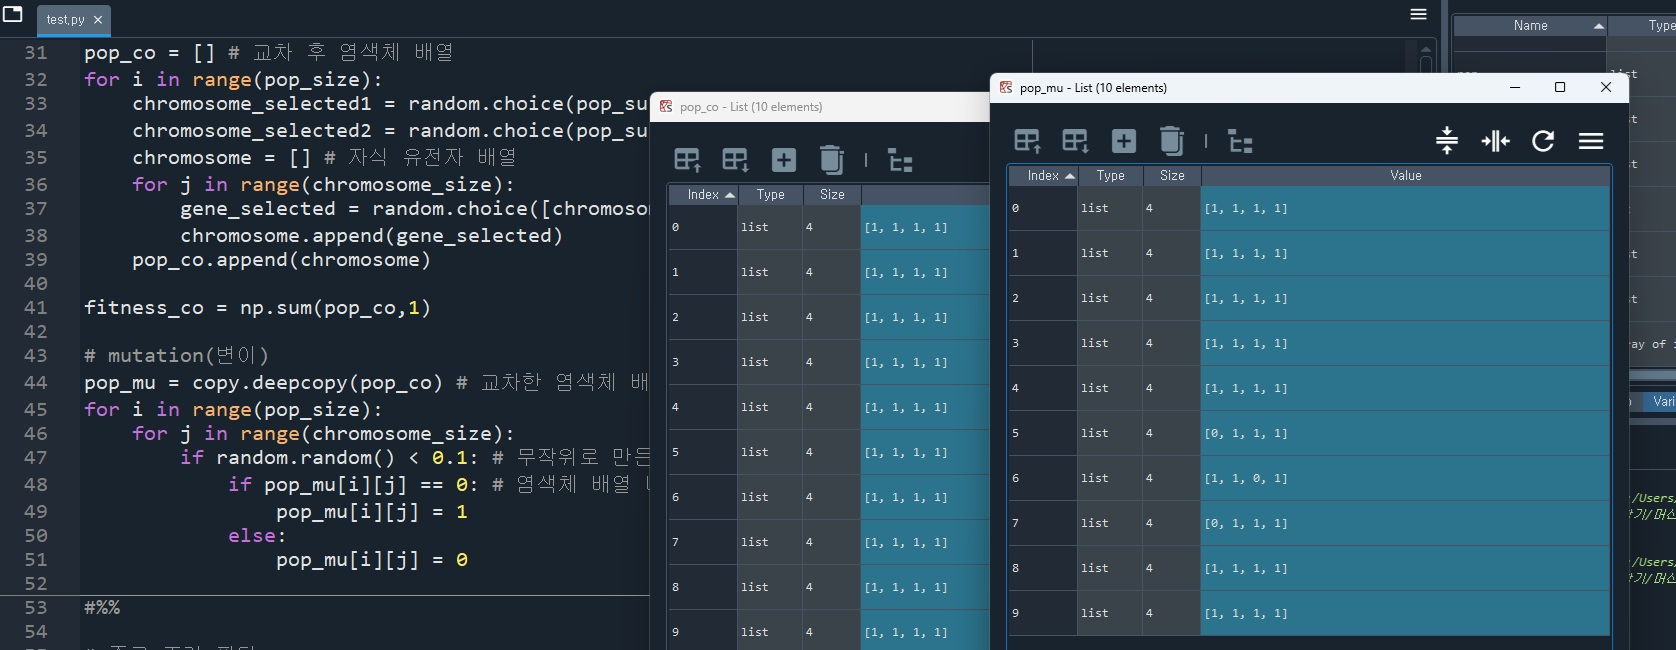 test.py
31 pop_co = [] # 교차 후 염색체 배열
32 for i in range(pop_size):
33 chromosome_selected1 = random.choice(pop_su
34 chromosome_selected2 = random.choice(pop_su
35 chromosome = [] # 자식 유전자 배열
36 for j in range(chromosome_size):
37 gene_selected = random.choice([chromoso
38 chromosome.append(gene_selected)
39 pop_co.append(chromosome)
40
41 fitness_co = np.sum(pop_co,1)
42
43 # mutation(변이)
44 pop_mu = copy.deepcopy(pop_co) # 교차한 염색체 배
45 for i in range(pop_size):
46 for j in range(chromosome_size):
47 if random.random() < 0.1: # 무작위로 만든
48 if pop_mu[i][j] == 0: # 염색체 배열
49 pop_mu[i][j] = 1
50 else:
51 pop_mu[i][j] = 0
52
53 #%%
54
pop_co - List (10 elements)
Index Type Size
0 list 4 [1, 1, 1, 1]
1 list 4 [1, 1, 1, 1]
2 list 4 [1, 1, 1, 1]
3 list 4 [1, 1, 1, 1]
4 list 4 [1, 1, 1, 1]
5 list 4 [1, 1, 1, 1]
6 list 4 [1, 1, 1, 1]
7 list 4 [1, 1, 1, 1]
8 list 4 [1, 1, 1, 1]
9 list 4 [1, 1, 1, 1]
pop_mu - List (10 elements)
Index Type Size Value
0 list 4 [1, 1, 1, 1]
1 list 4 [1, 1, 1, 1]
2 list 4 [1, 1, 1, 1]
3 list 4 [1, 1, 1, 1]
4 list 4 [1, 1, 1, 1]
5 list 4 [0, 1, 1, 1]
6 list 4 [1, 1, 0, 1]
7 list 4 [0, 1, 1, 1]
8 list 4 [1, 1, 1, 1]
9 list 4 [1, 1, 1, 1]
Name Type
ay of i
Vari
/Users/
/Users/